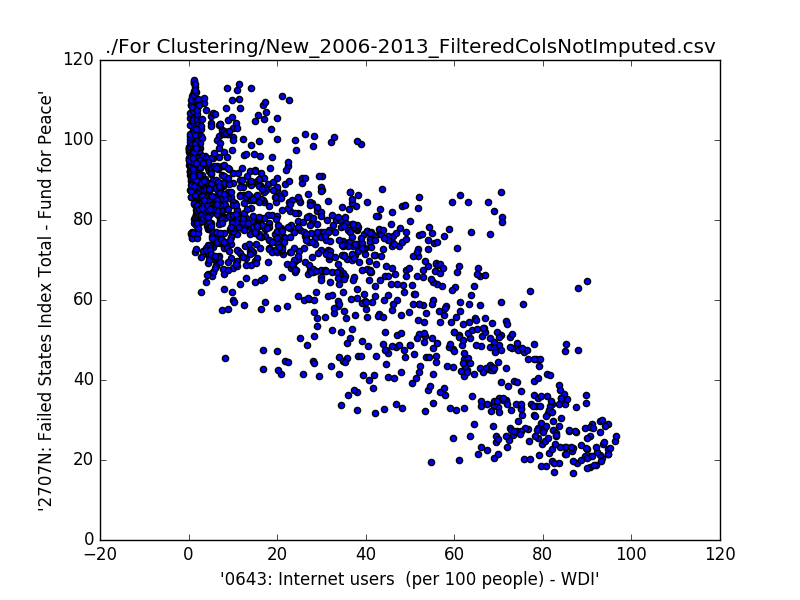 ./For Clustering/New_2006-2013_FilteredColsNotImputed.csv
120
100
80
60
40
20
0
'2707N: Failed States Index Total - Fund for Peace'
−20 0 20 40 60 80 100 120
'0643: Internet users  (per 100 people) - WDI'